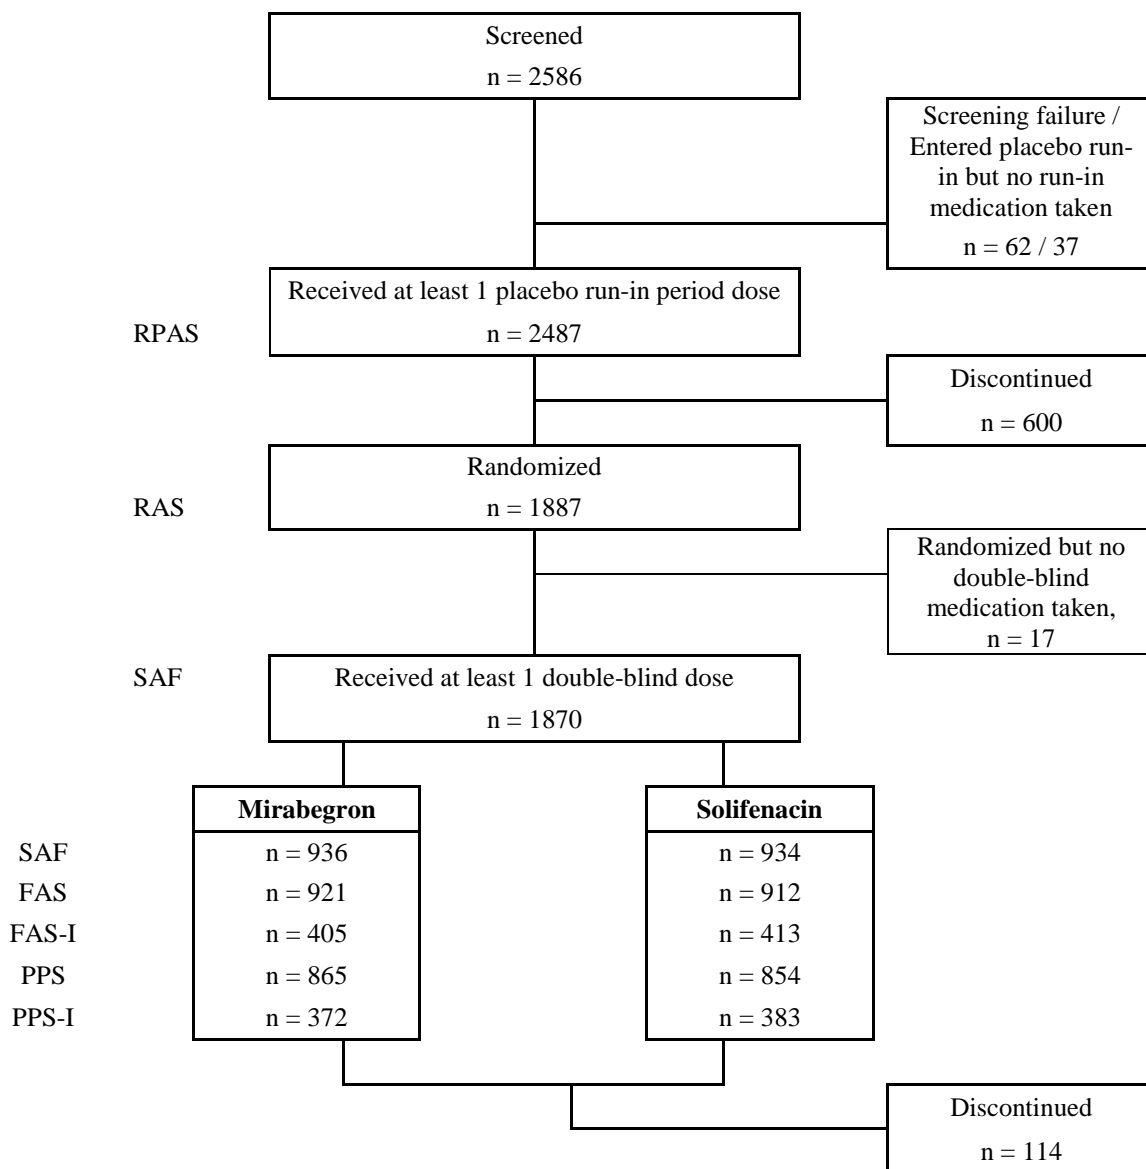 Screened
n = 2586
Screening failure /
Entered placebo run-
in but no run-in
medication taken
n = 62 / 37
Received at least 1 placebo run-in period dose
RPAS
n = 2487
Discontinued
n = 600
Randomized
RAS
n = 1887
Randomized but no
double-blind
medication taken,
n = 17
SAF
Received at least 1 double-blind dose
n = 1870
Mirabegron
Solifenacin
SAF
n = 936
n = 934
FAS
n = 921
n = 912
FAS-I
n = 405
n = 413
PPS
n = 865
n = 854
PPS-I
n = 372
n = 383
Discontinued
n = 114